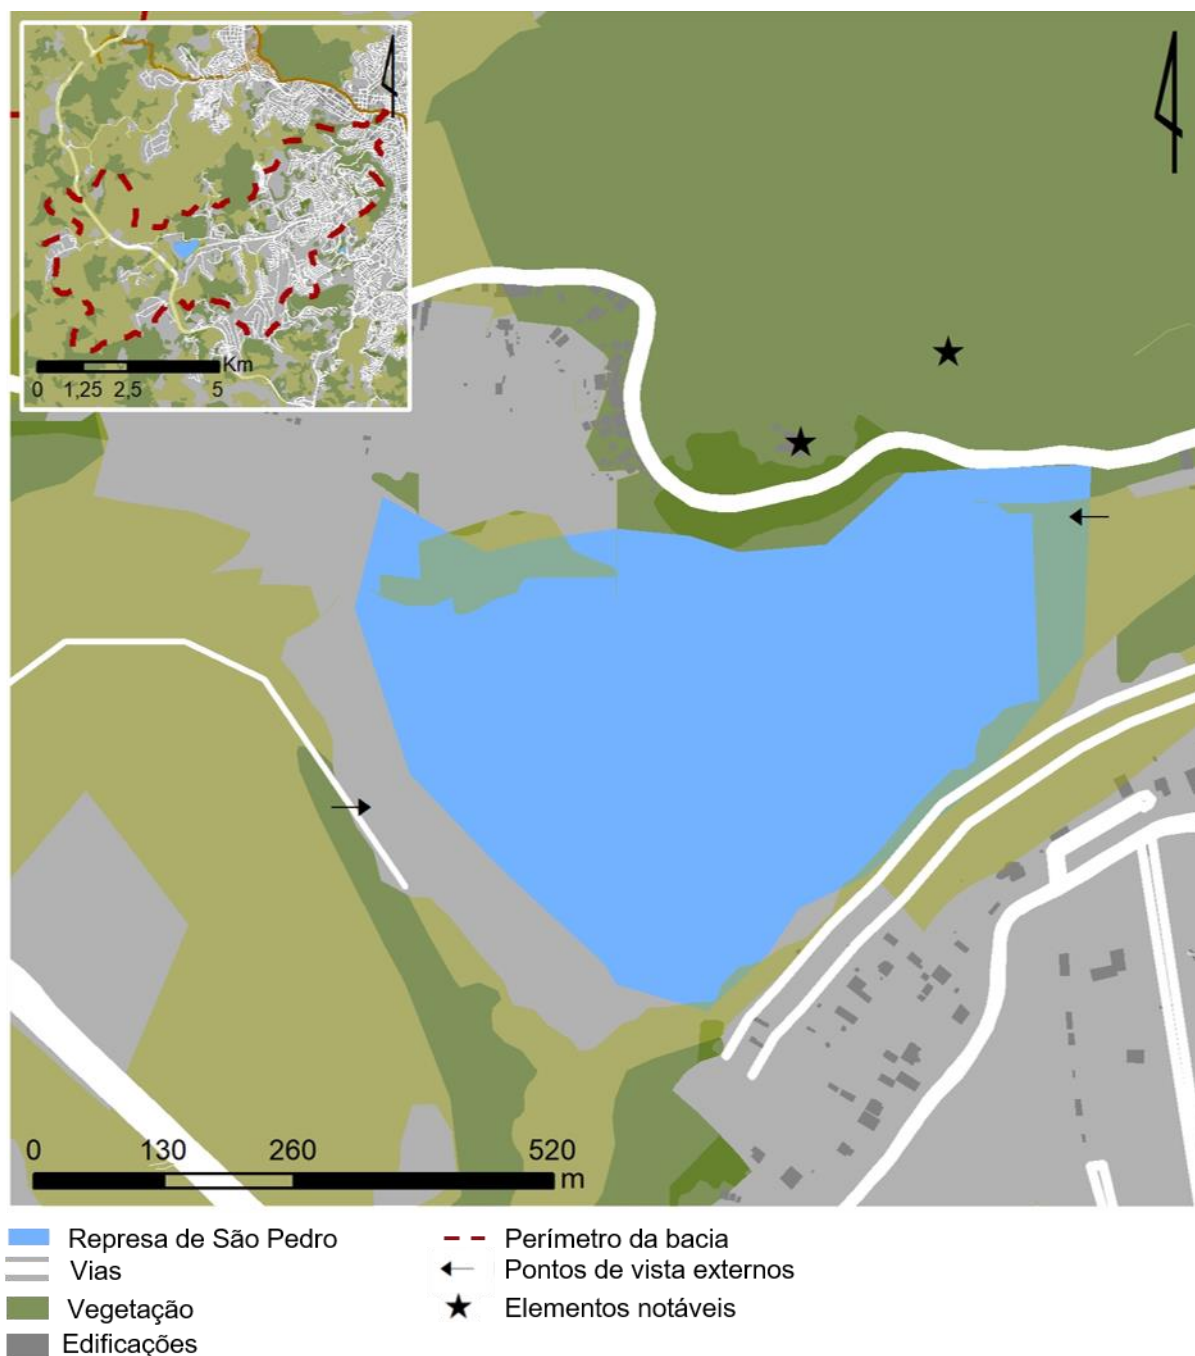 Km
0 1,25 2,5 5
0 130 260 520
m
Represa de São Pedro
Vias
Vegetação
Edificações
Perímetro da bacia
Pontos de vista externos
Elementos notáveis